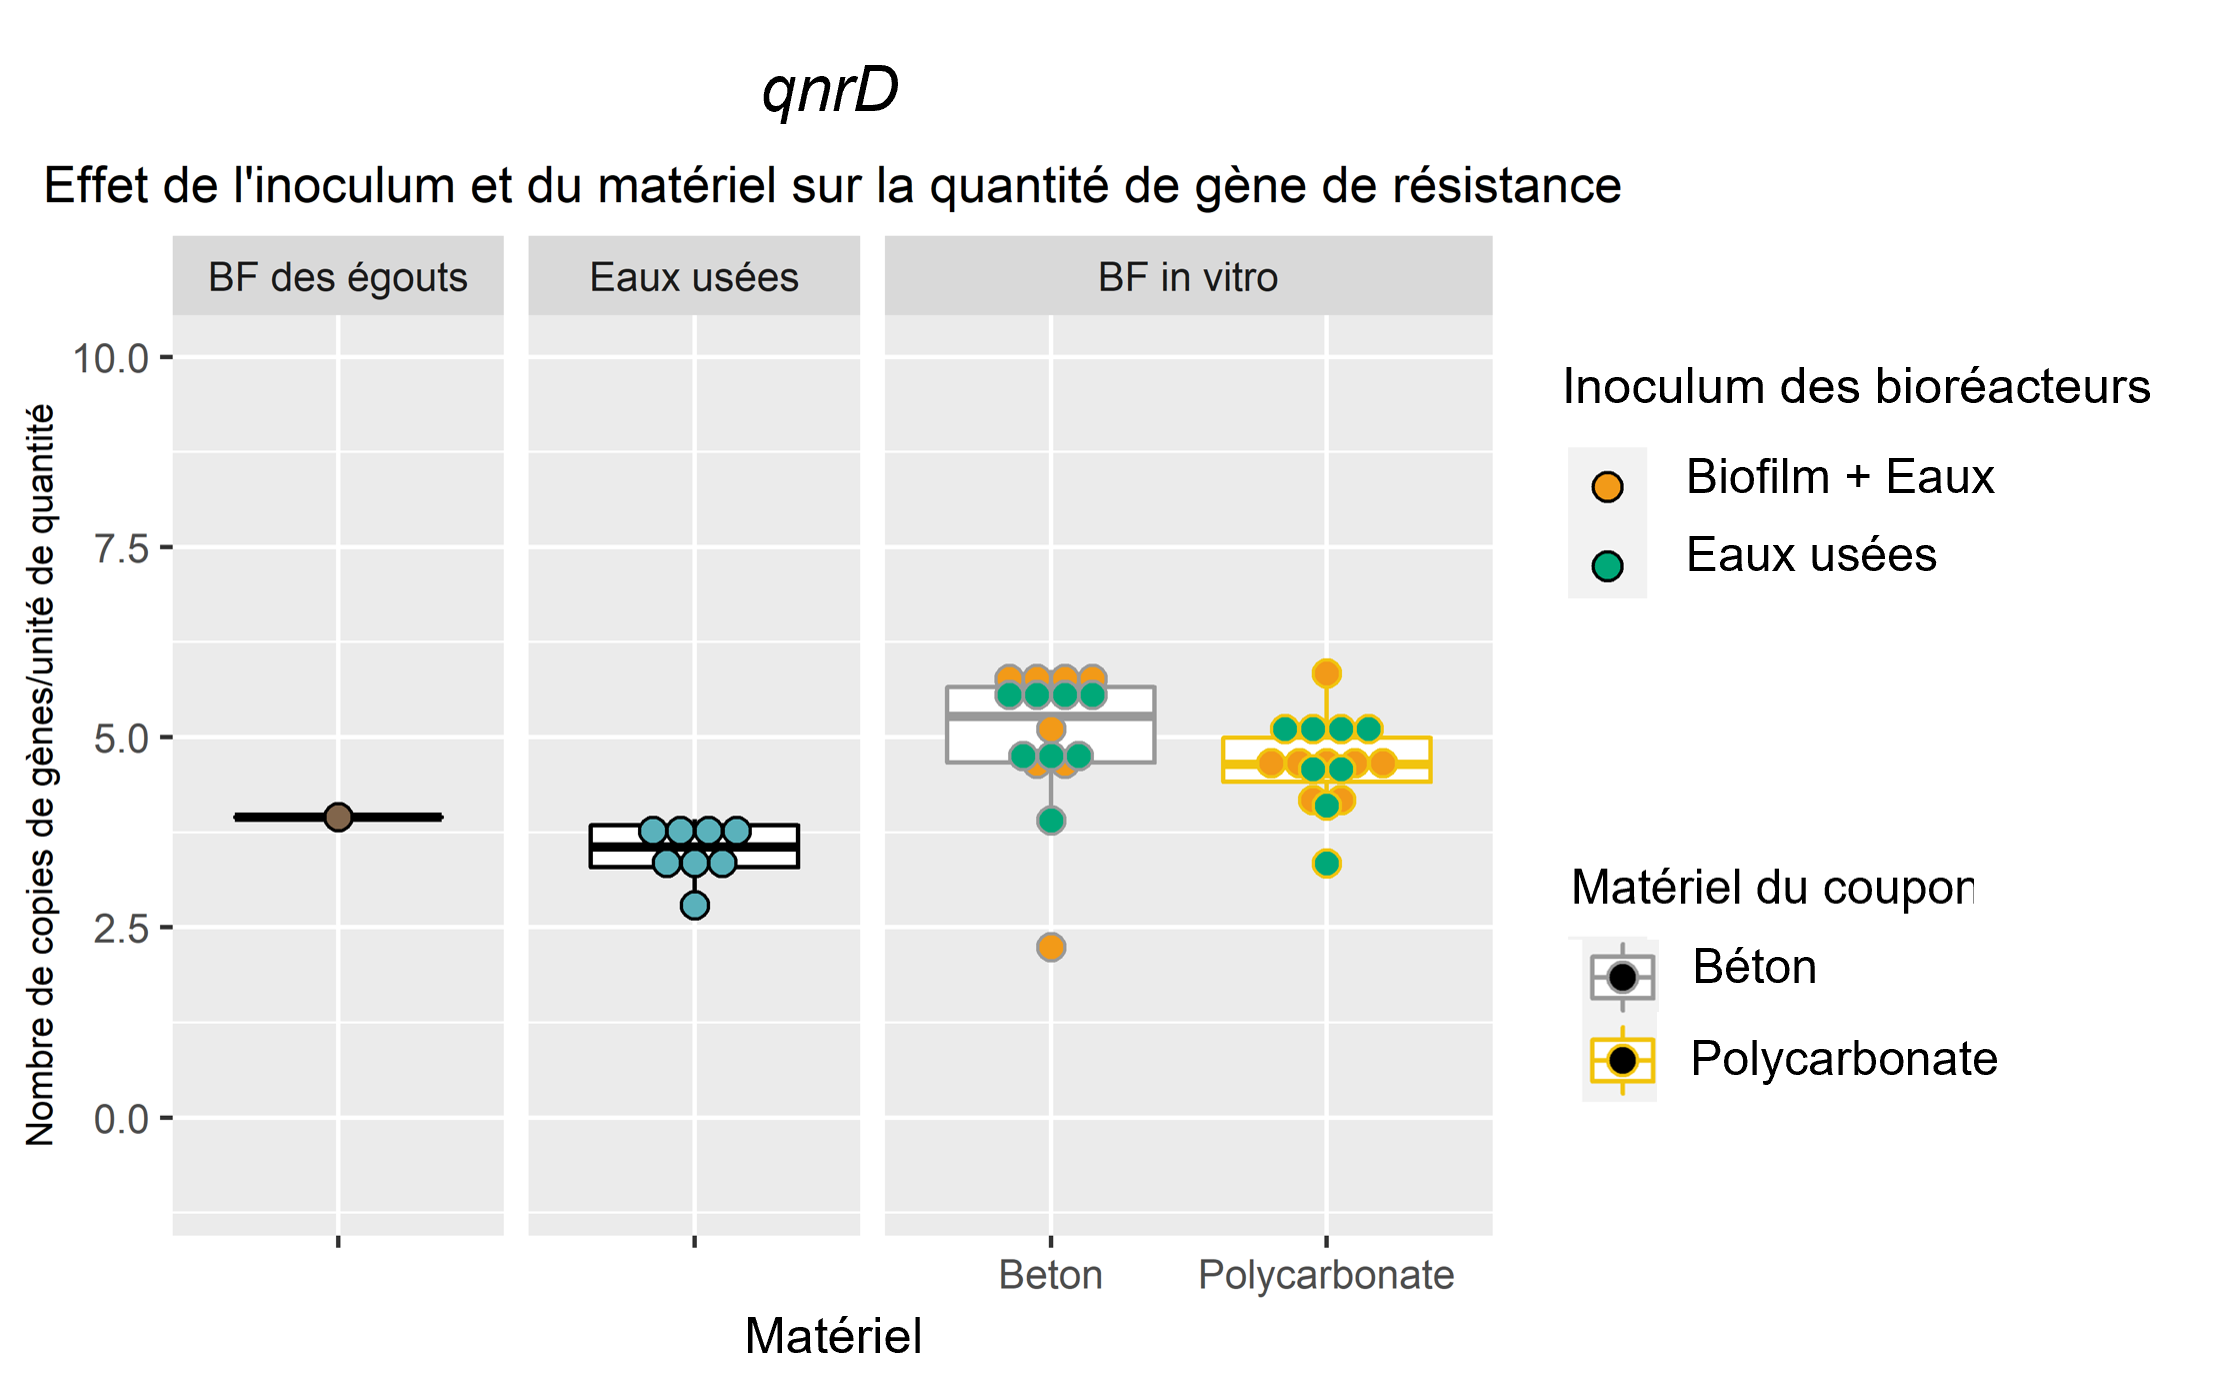 qnrD
Effet de l'inoculum et du matériel sur la quantité de gène de résistance
BF des égouts
Eaux usées
BF in vitro
Nombre de copies de gènes/unité de quantité
10.0
7.5
5.0
2.5
0.0
Beton
Polycarbonate
Matériel
Inoculum des bioréacteurs
Biofilm + Eaux
Eaux usées
Matériel du coupon
Béton
Polycarbonate